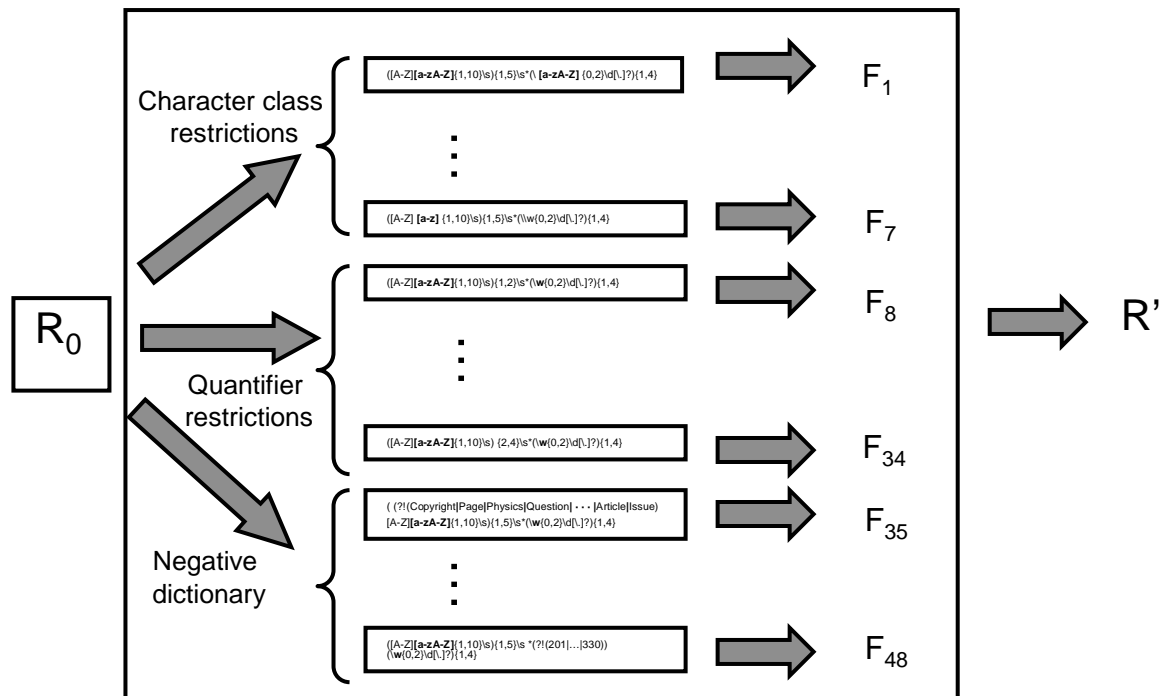 ([A-Z][a-zA-Z]{1,10}\s){1,5}\s*(\ [a-zA-Z] {0,2}\d[\.]?){1,4}
F1
Character class
restrictions
([A-Z] [a-z] {1,10}\s){1,5}\s*(\\w{0,2}\d[\.]?){1,4}
F7
([A-Z][a-zA-Z]{1,10}\s){1,2}\s*(\w{0,2}\d[\.]?){1,4}
F8
R0
R’
Quantifier
restrictions
([A-Z][a-zA-Z]{1,10}\s) {2,4}\s*(\w{0,2}\d[\.]?){1,4}
F34
( (?!(Copyright|Page|Physics|Question| · · · |Article|Issue)
[A-Z][a-zA-Z]{1,10}\s){1,5}\s*(\w{0,2}\d[\.]?){1,4}
F35
Negative
dictionary
([A-Z][a-zA-Z]{1,10}\s){1,5}\s *(?!(201|...|330))
(\w{0,2}\d[\.]?){1,4}
F48